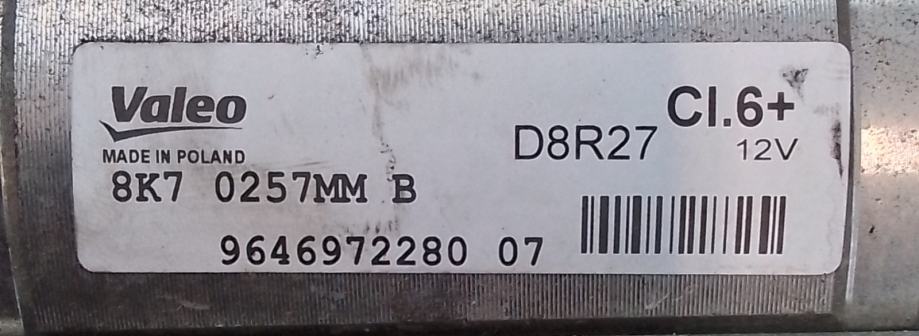 Valeo
MADE IN POLAND
8K7 0257MM B
9646972280 07
D8R27
Cl.6+
12V